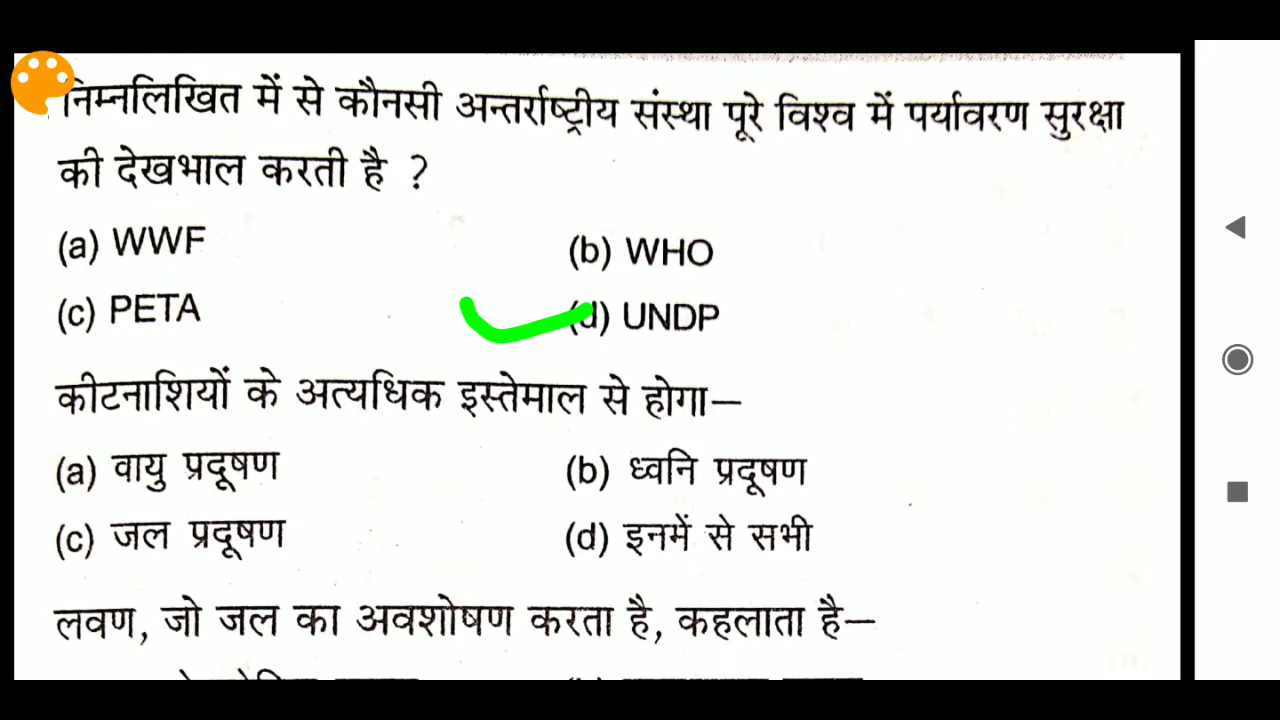 निम्नलिखित में से कौनसी अन्तर्राष्ट्रीय संस्था पूरे विश्व में पर्यावरण सुरक्षा
की देखभाल करती है ?
(a) WWF (b) WHO
(c) PETA (d) UNDP
कीटनाशियों के अत्यधिक इस्तेमाल से होगा—
(a) वायु प्रदूषण (b) ध्वनि प्रदूषण
(c) जल प्रदूषण (d) इनमें से सभी
लवण, जो जल का अवशोषण करता है, कहलाता है—